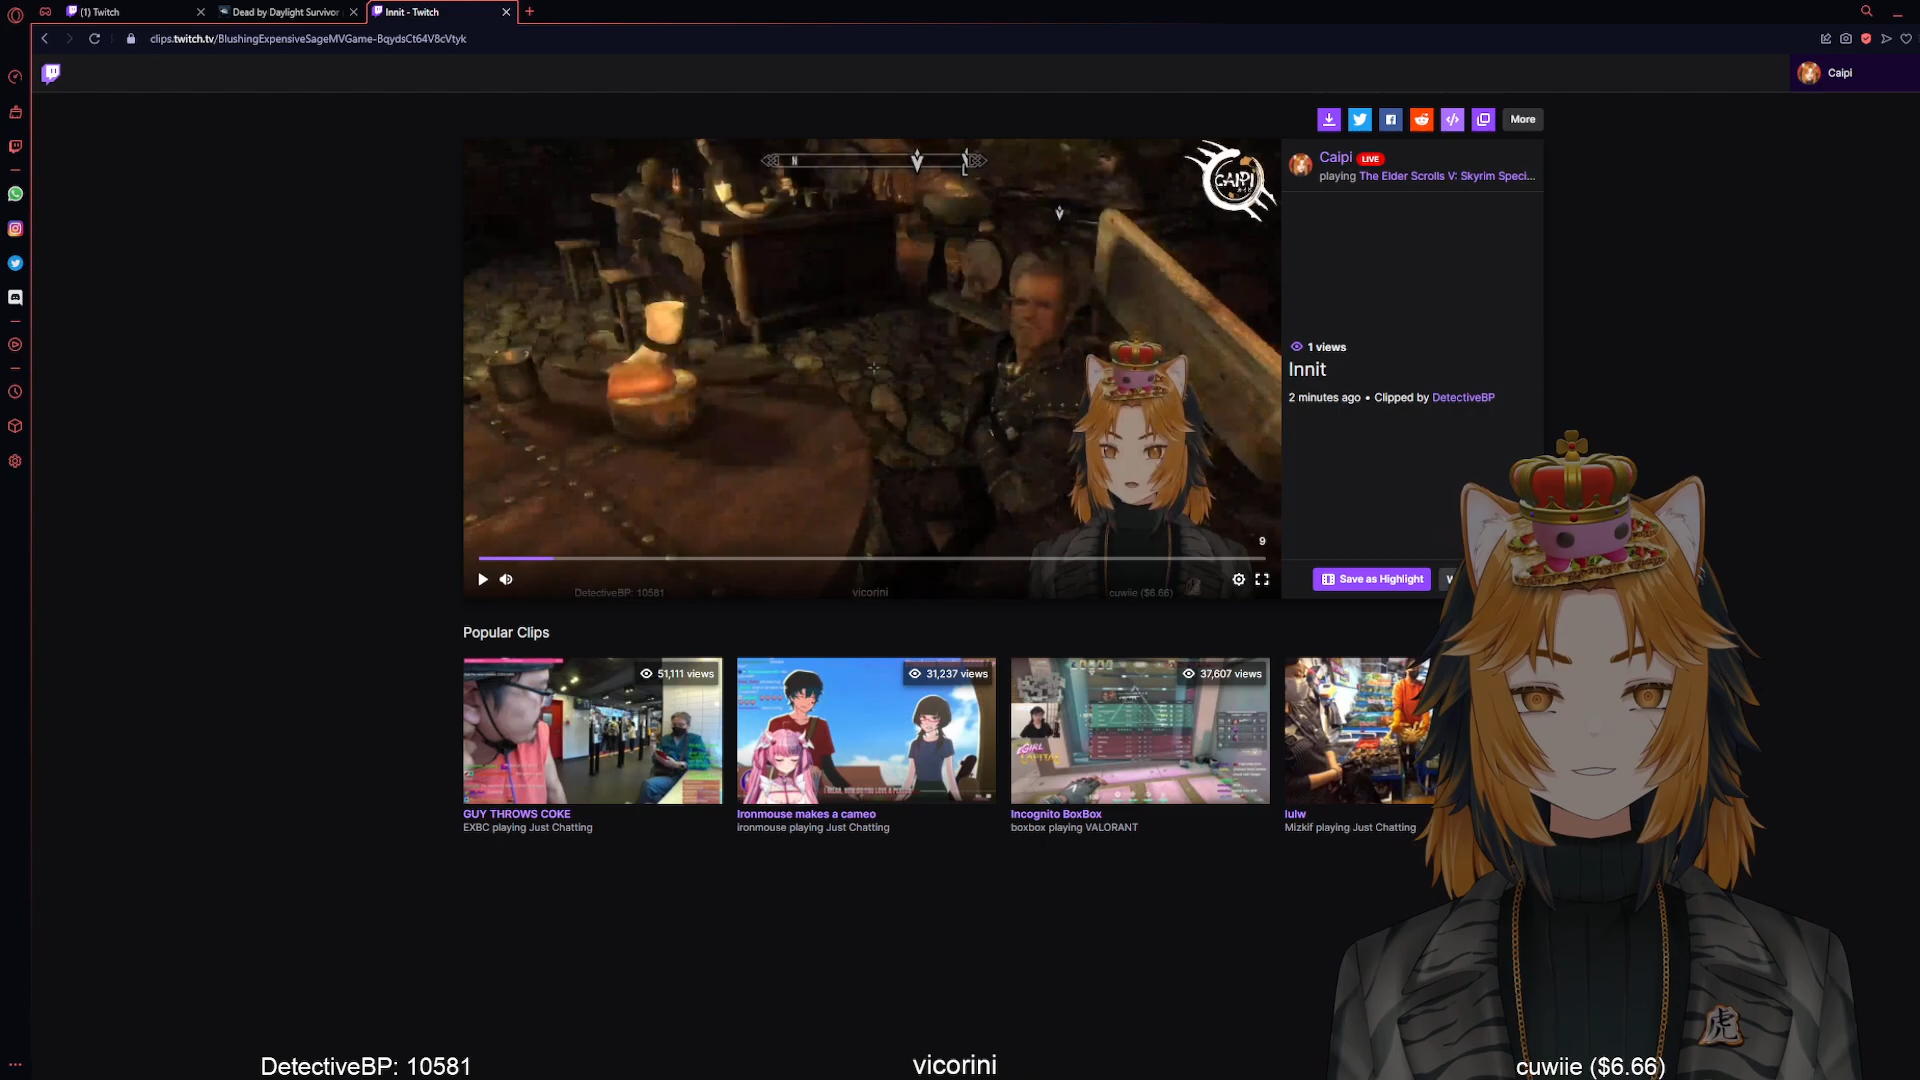 (1) Twitch
Dead by Daylight Survivor
Innit - Twitch
clips.twitch.tv/BlushingExpensiveSageMVGame-BqydsCt64V8cVtyk
Caipi
More
N
CAIPI
Caipi LIVE
playing The Elder Scrolls V: Skyrim Speci...
1 views
Innit
2 minutes ago • Clipped by DetectiveBP
9
Save as Highlight
DetectiveBP: 10581
vicorini
cuwiie ($6.66)
Popular Clips
51,111 views
31,237 views
37,607 views
GUY THROWS COKE
EXBC playing Just Chatting
Ironmouse makes a cameo
ironmouse playing Just Chatting
Incognito BoxBox
boxbox playing VALORANT
lulw
Mizkif playing Just Chatting
虎
DetectiveBP: 10581
vicorini
cuwiie ($6.66)